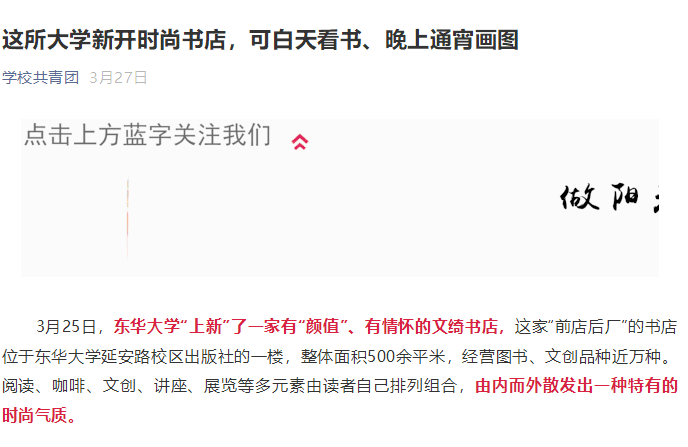 这所大学新开时尚书店，可白天看书、晚上通宵画图
学校共青团 3月27日
点击上方蓝字关注我们
做阳
3月25日，东华大学“上新”了一家有“颜值”、有情怀的文绮书店，这家“前店后厂”的书店
位于东华大学延安路校区出版社的一楼，整体面积500余平米，经营图书、文创品种近万种。
阅读、咖啡、文创、讲座、展览等多元素由读者自己排列组合，由内而外散发出一种特有的
时尚气质。